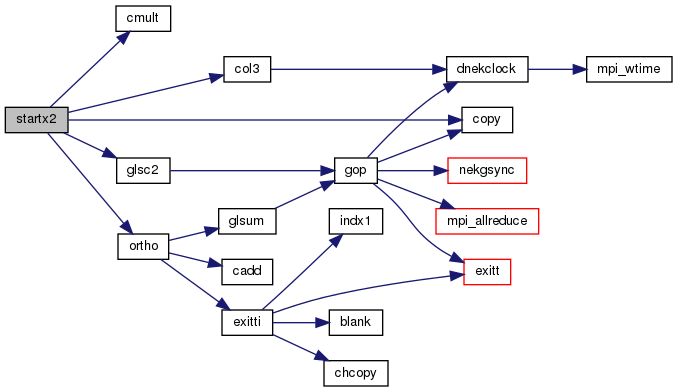 cmult
col3
dnekclock
mpi_wtime
startx2
copy
glsc2
gop
nekgsync
glsum
indx1
mpi_allreduce
ortho
cadd
exitt
exitti
blank
chcopy